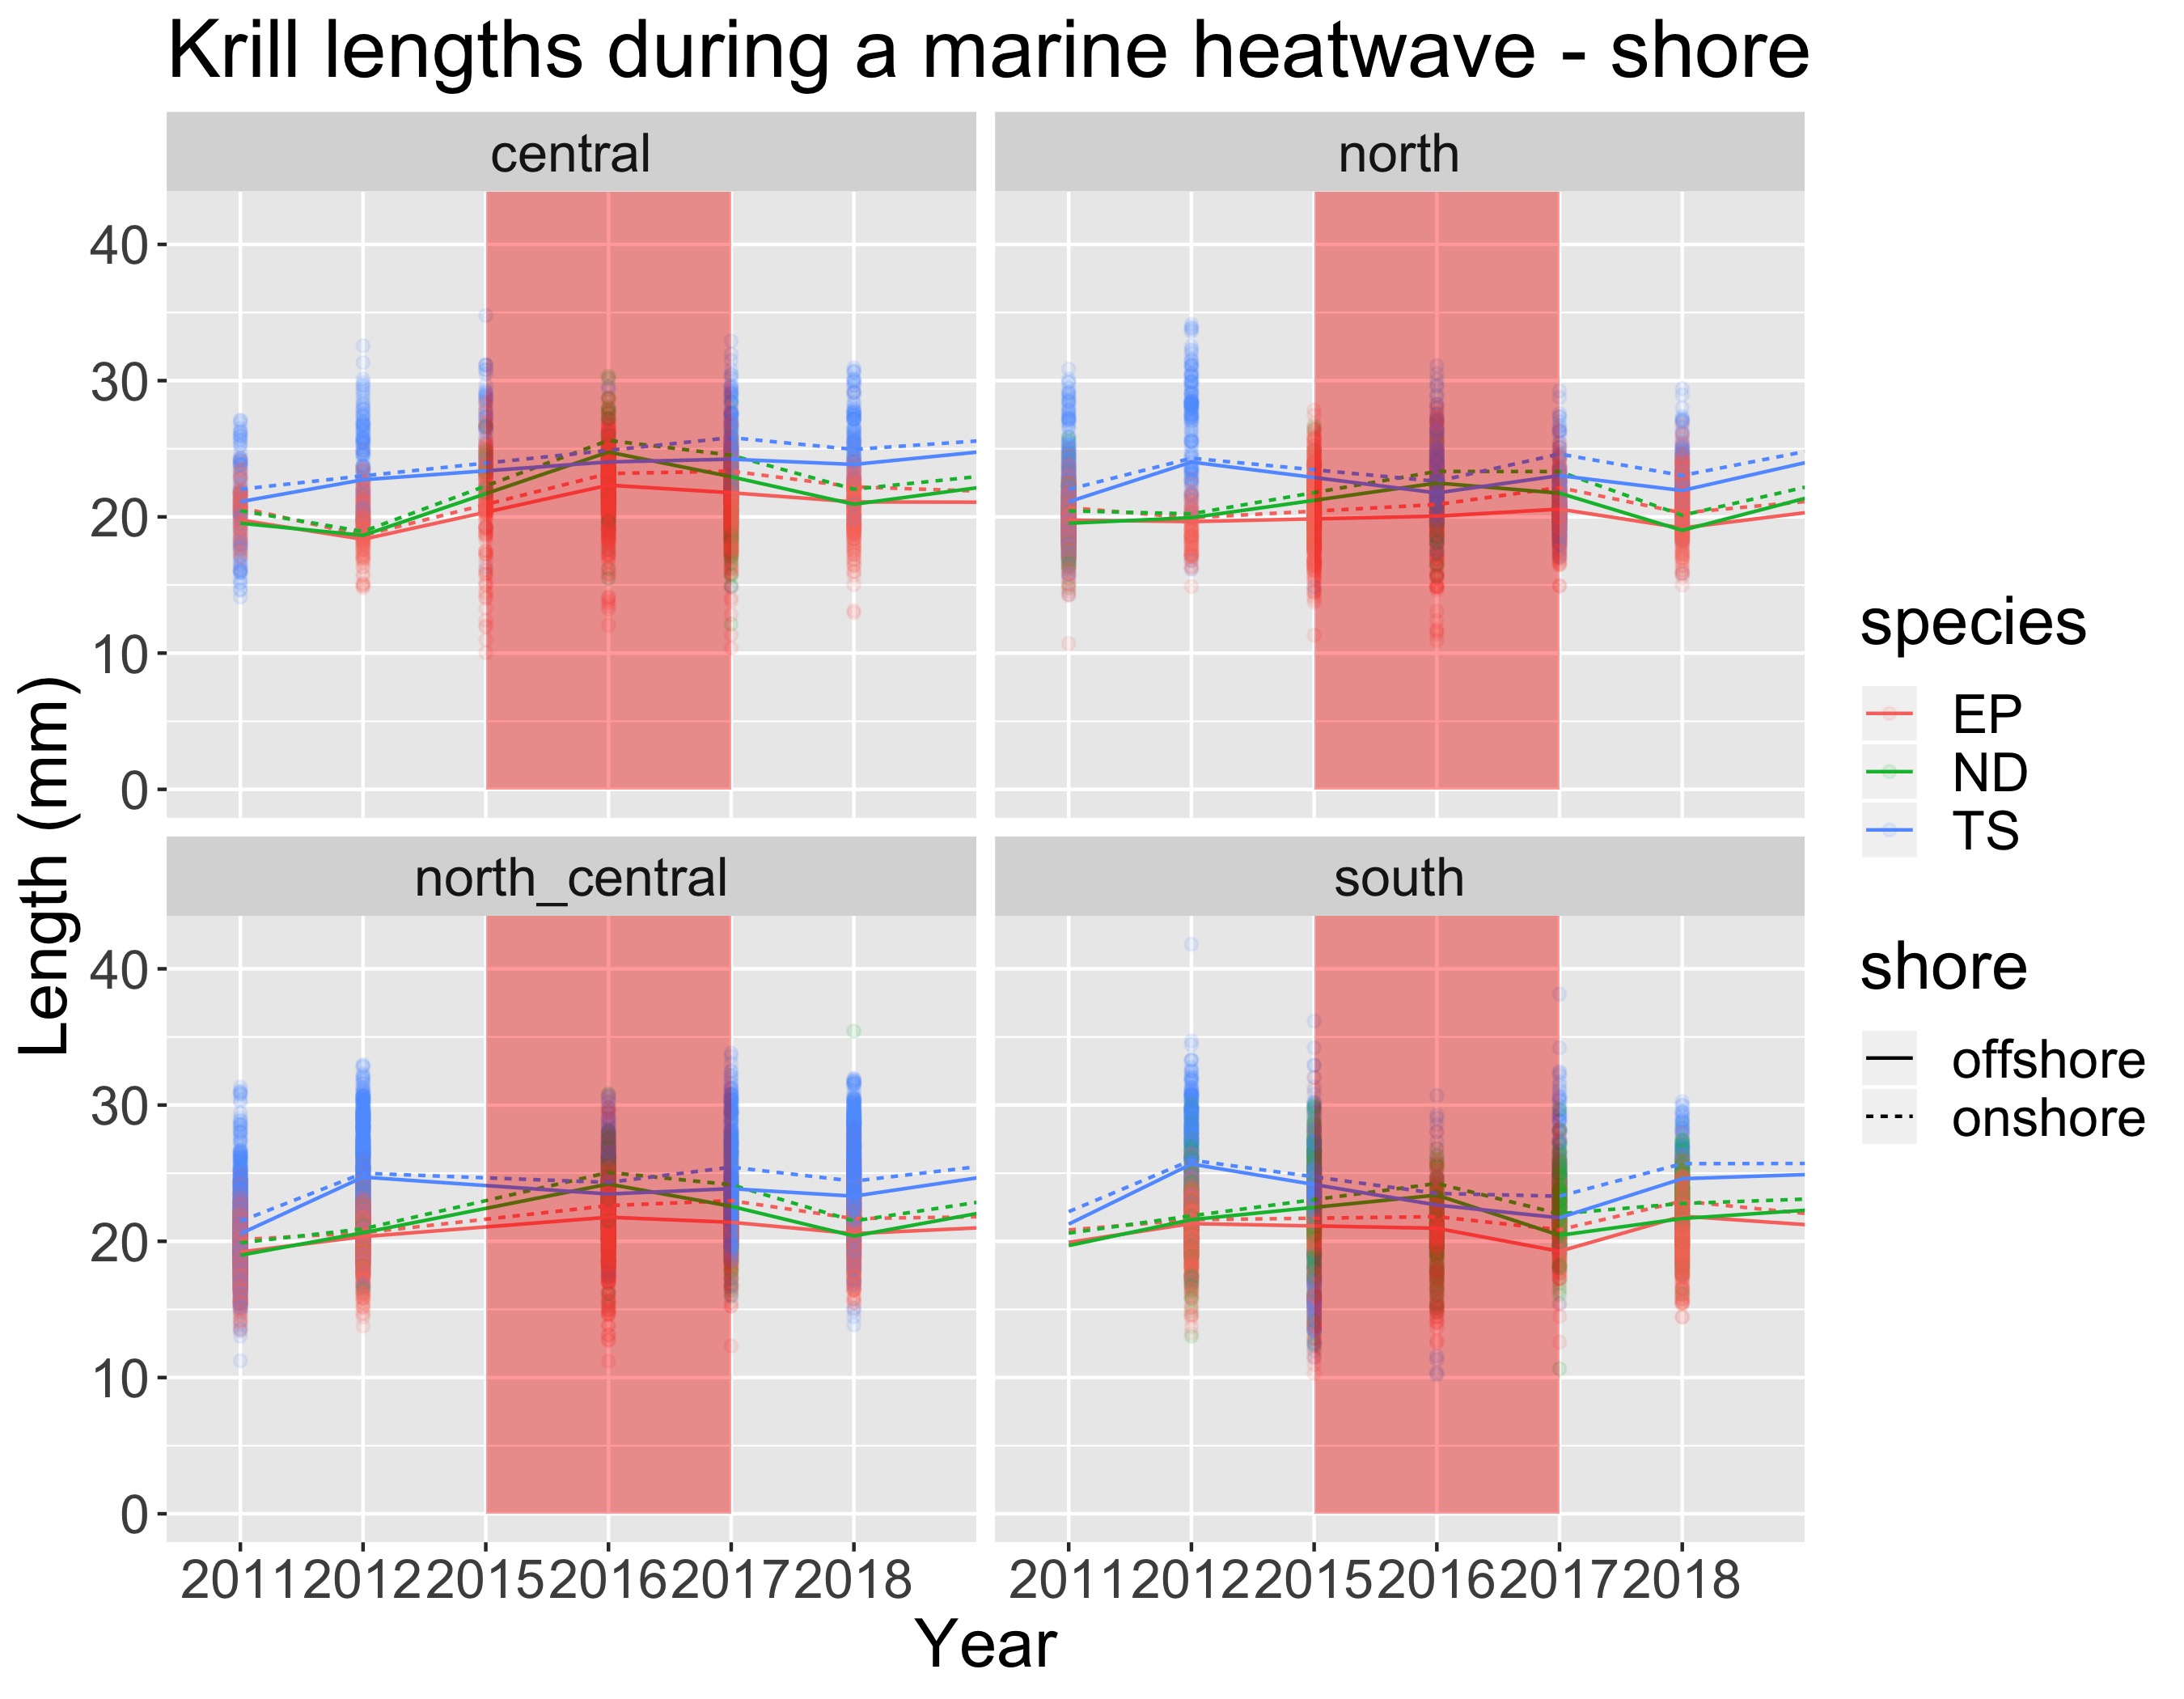 Krill lengths during a marine heatwave - shore
central
north
40
30
20
10
0
north_central
south
40
30
20
10
0
Length (mm)
2011 2012 2015 2016 2017 2018
2011 2012 2015 2016 2017 2018
Year
species
EP
ND
TS
shore
offshore
onshore